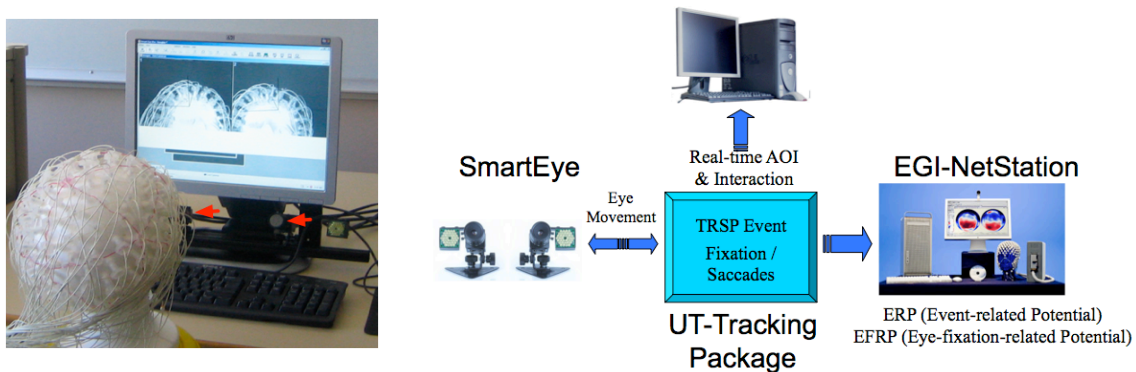 Real-time AOI
& Interaction
SmartEye
EGI-NetStation
Eye
Movement
TRSP Event
Fixation /
Saccades
UT-Tracking
Package
ERP (Event-related Potential)
EFRP (Eye-fixation-related Potential)